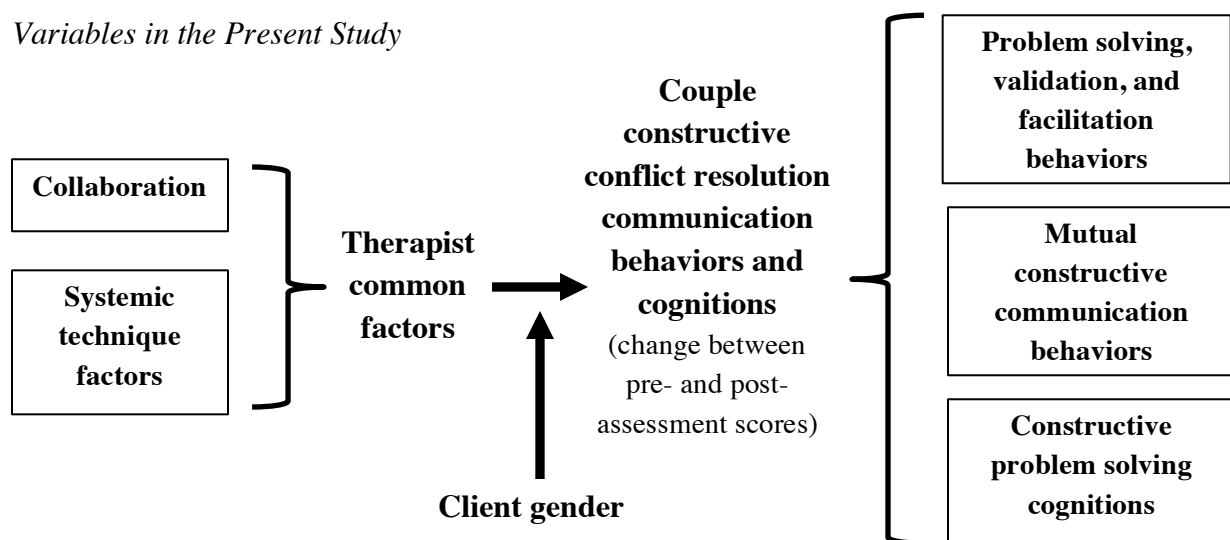 Variables in the Present Study
Collaboration
Systemic
technique
factors
Therapist
common
factors
Client gender
Couple
constructive
conflict resolution
communication
behaviors and
cognitions
(change between
pre- and post-
assessment scores)
Problem solving,
validation, and
facilitation
behaviors
Mutual
constructive
communication
behaviors
Constructive
problem solving
cognitions